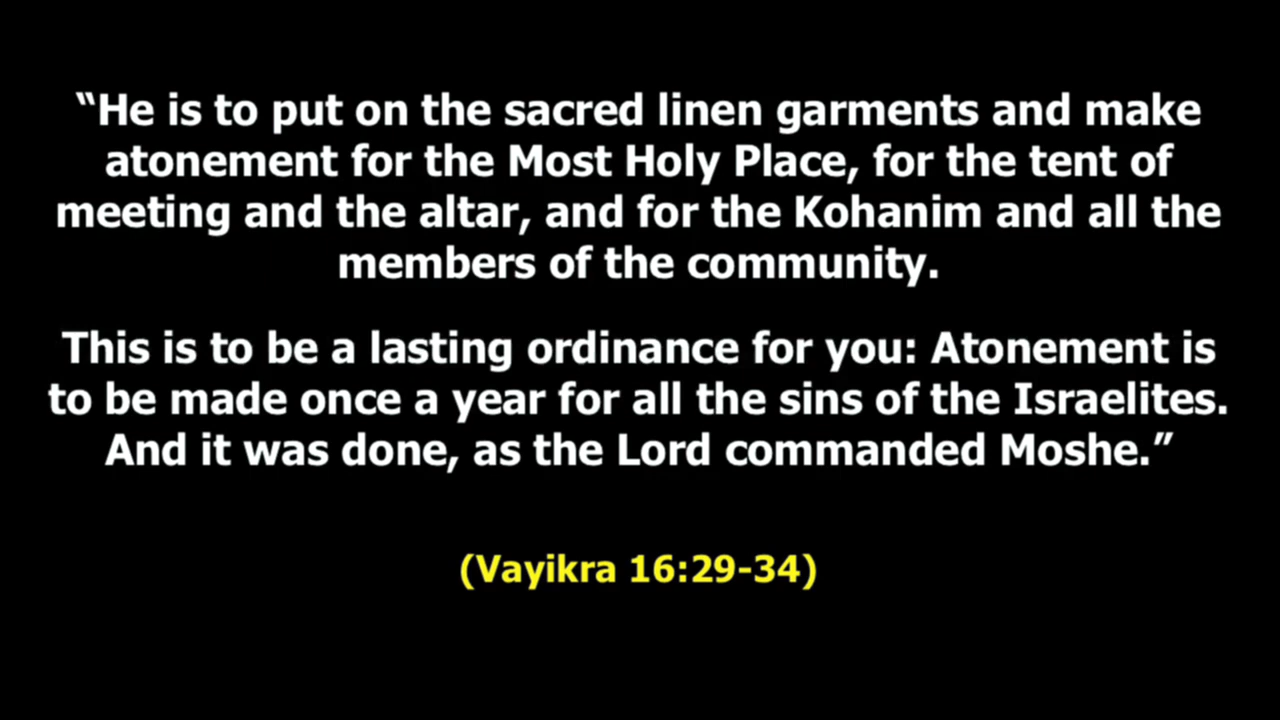 “He is to put on the sacred linen garments and make
atonement for the Most Holy Place, for the tent of
meeting and the altar, and for the Kohanim and all the
members of the community.
This is to be a lasting ordinance for you: Atonement is
to be made once a year for all the sins of the Israelites.
And it was done, as the Lord commanded Moshe.”
(Vayikra 16:29-34)